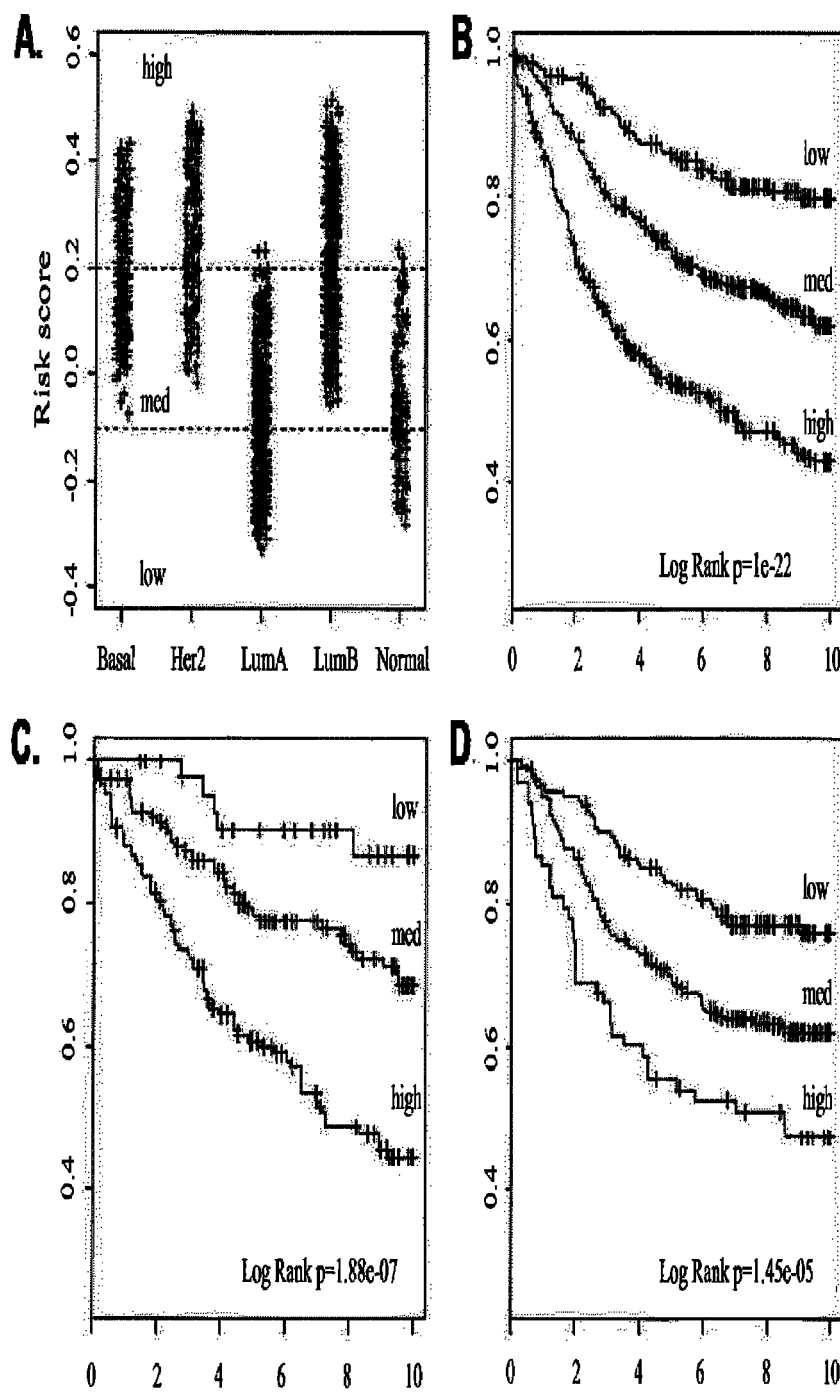 A.
Risk score
0.6
0.4
0.2
0.0
-0.2
-0.4
high
med
low
Basal Her2 LumA LumB Normal
B
1.0
0.8
0.6
0.4
low
med
high
Log Rank p=1e-22
0 2 4 6 8 10
C.
1.0
0.8
0.6
0.4
low
med
high
Log Rank p=1.88e-07
0 2 4 6 8 10
D
1.0
0.8
0.6
0.4
low
med
high
Log Rank p=1.45e-05
0 2 4 6 8 10